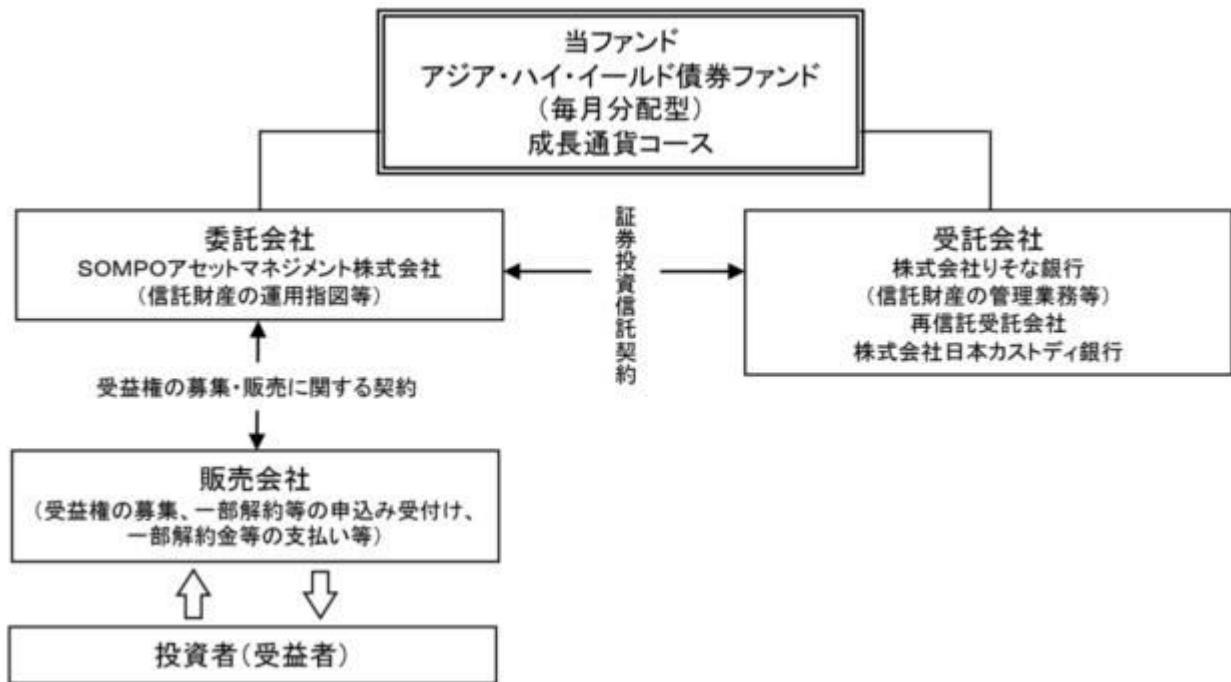 当ファンド
アジア・ハイ・イールド債券ファンド
（毎月分配型）
成長通貨コース
委託会社
SOMPOアセットマネジメント株式会社
（信託財産の運用指図等）
証券投資信託契約
受託会社
株式会社りそな銀行
（信託財産の管理業務等）
再信託受託会社
株式会社日本カストディ銀行
受益権の募集・販売に関する契約
販売会社
（受益権の募集、一部解約等の申込み受付け、
一部解約金等の支払い等）
投資者（受益者）